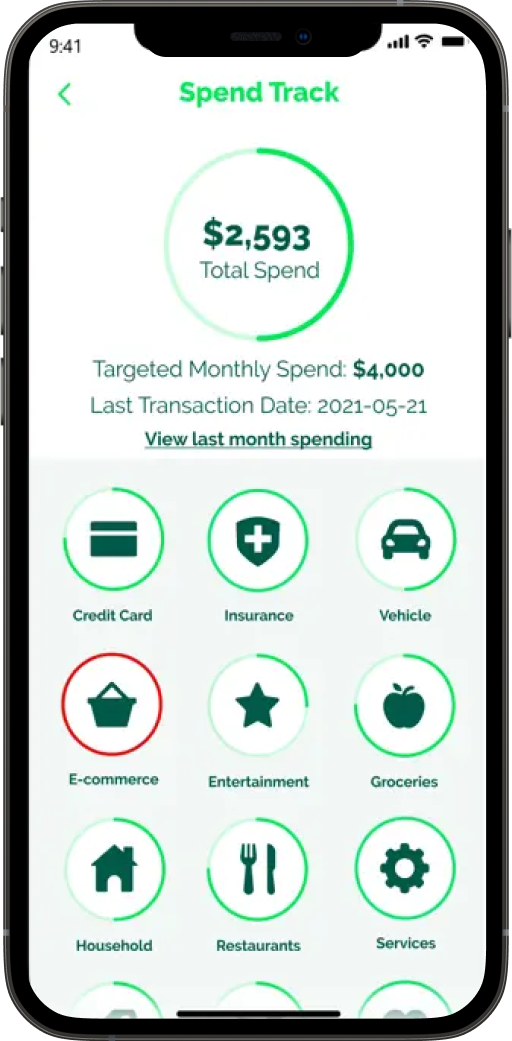 9:41
Spend Track
$2,593
Total Spend
Targeted Monthly Spend: $4,000
Last Transaction Date: 2021-05-21
View last month spending
Credit Card
Insurance
Vehicle
E-commerce
Entertainment
Groceries
Household
Restaurants
Services